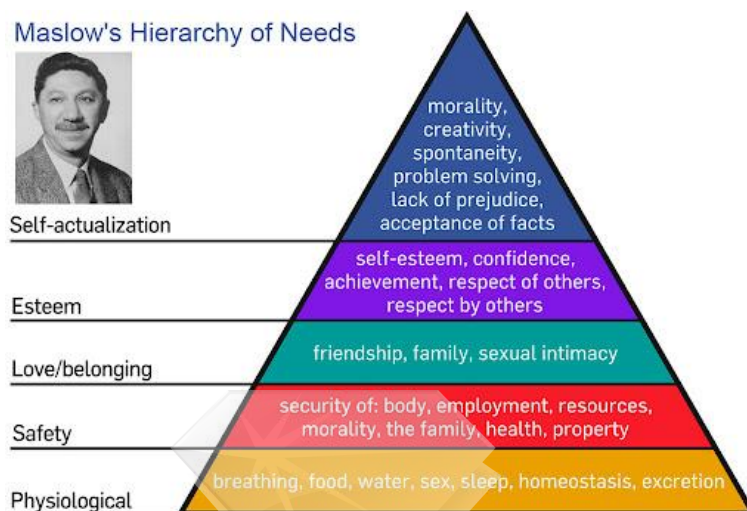 Maslow's Hierarchy of Needs
morality,
creativity,
spontaneity,
problem solving,
lack of prejudice,
acceptance of facts
Self-actualization
self-esteem, confidence,
achievement, respect of others,
respect by others
Esteem
friendship, family, sexual intimacy
Love/belonging
security of: body, employment, resources,
morality, the family, health, property
Safety
breathing, food, water, sex, sleep, homeostasis, excretion
Physiological